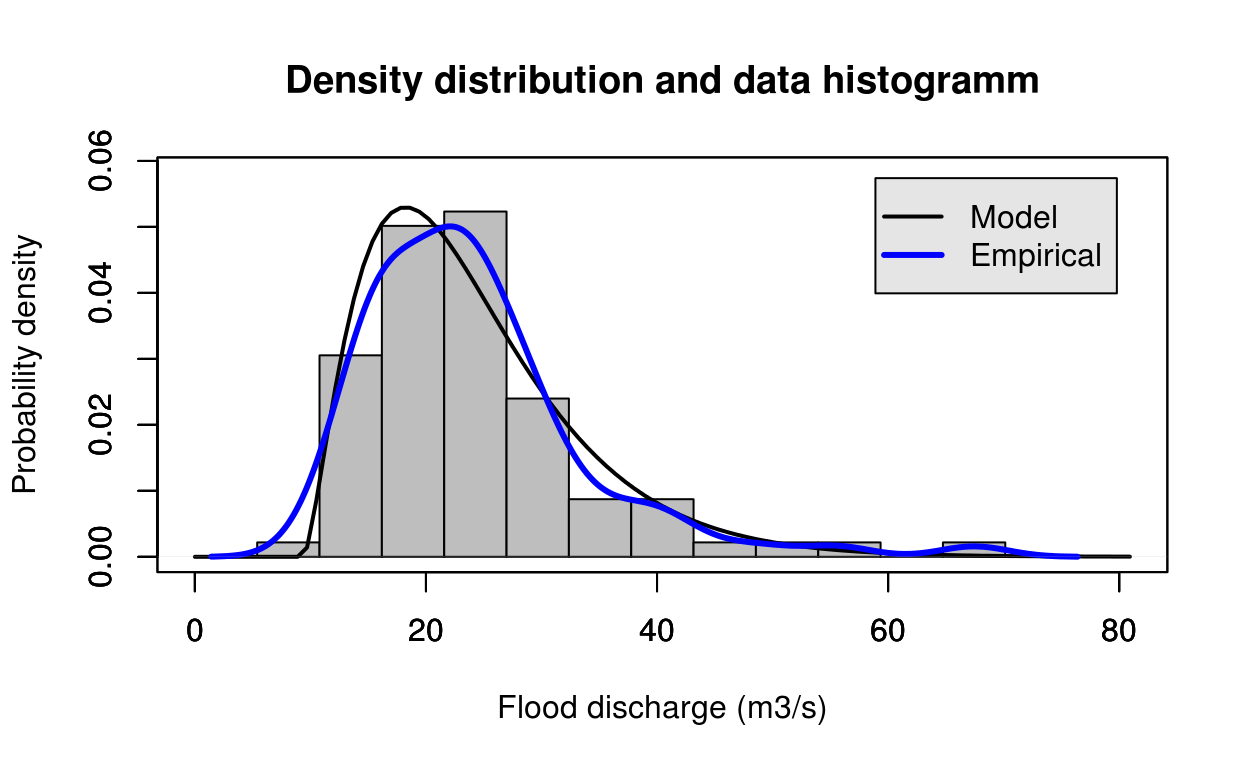 Density distribution and data histogramm
Probability density
0.06
0.04
0.02
0.00
Model
Empirical
0 20 40 60 80
Flood discharge (m3/s)